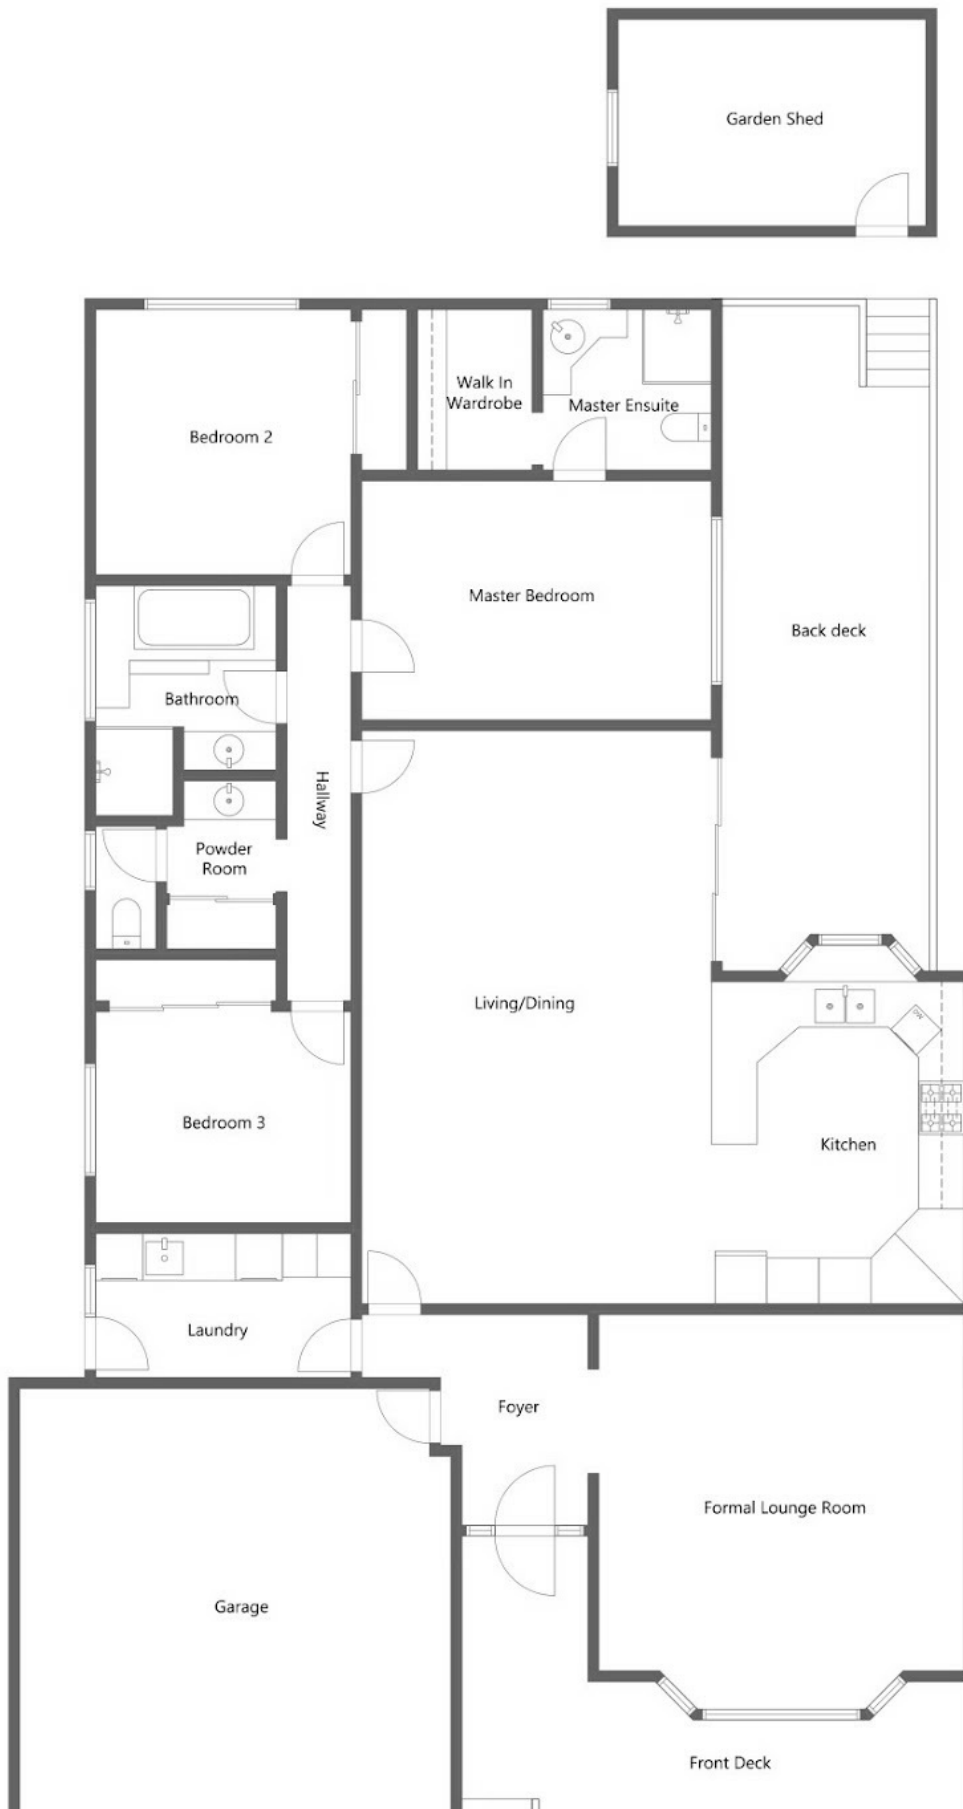 Garden Shed
Walk In
Wardrobe
Master Ensuite
Bedroom 2
Master Bedroom
Back deck
Bathroom
Hallway
Powder
Room
Living/Dining
DW
Bedroom 3
Kitchen
Laundry
Foyer
Formal Lounge Room
Garage
Front Deck